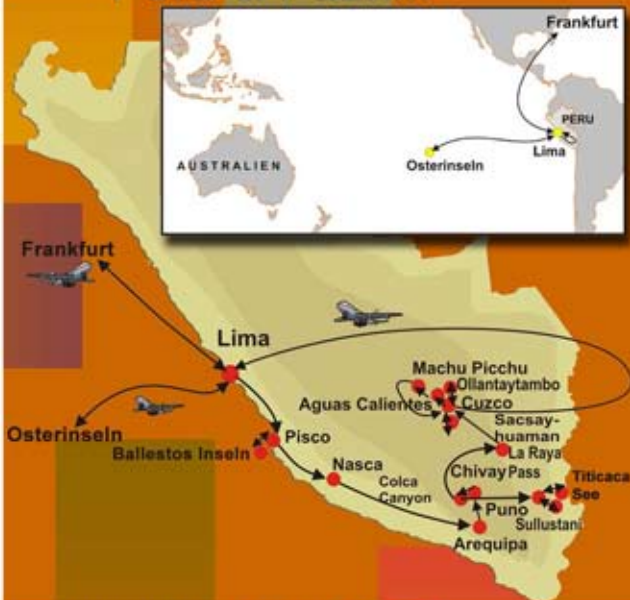 Frankfurt
PERU
Lima
Osterinseln
AUSTRALIEN
Frankfurt
Lima
Osterinseln
Machu Picchu
Ollantaytambo
Aguas Calientes
Cuzco
Sacsay-
huaman
La Raya
Pass
Pisco
Ballestos Inseln
Nasca
Colca
Canyon
Chivay
Titicaca
See
Puno
Sullustani
Arequipa